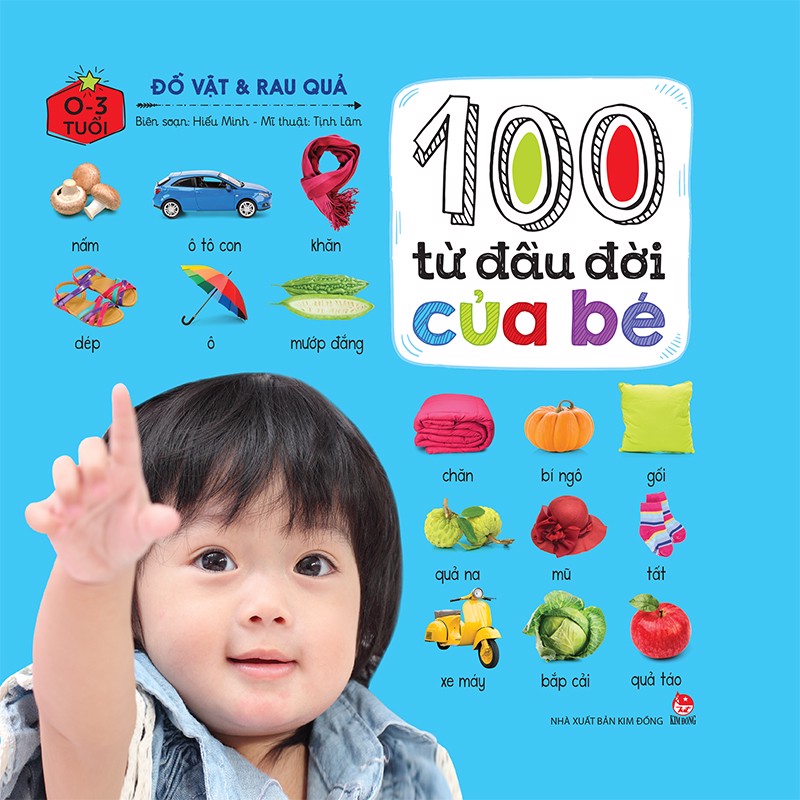 0-3
TUỔI
ĐỒ VẬT & RAU QUẢ
Biên soạn: Hiếu Minh - Mĩ thuật: Tịnh Lâm
100
từ đầu đời
của bé
nấm
ô tô con
khăn
dép
ô
mướp đắng
chăn
bí ngô
gối
quả na
mũ
tất
xe máy
bắp cải
quả táo
NHÀ XUẤT BẢN KIM ĐỒNG
KIM ĐỒNG